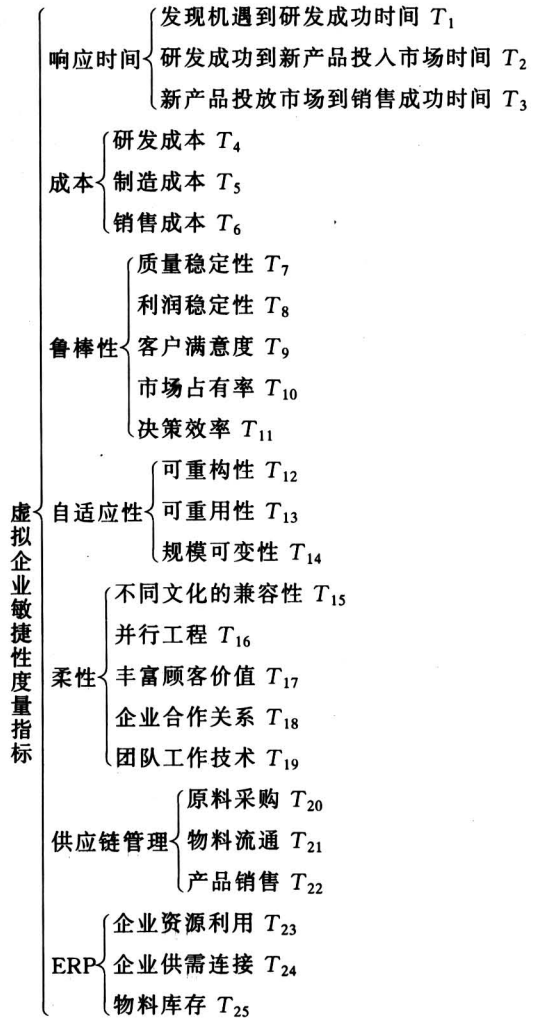 虚拟企业敏捷性度量指标
响应时间
发现机遇到研发成功时间 T1
研发成功到新产品投入市场时间 T2
新产品投放市场到销售成功时间 T3
成本
研发成本 T4
制造成本 T5
销售成本 T6
鲁棒性
质量稳定性 T7
利润稳定性 T8
客户满意度 T9
市场占有率 T10
决策效率 T11
自适应性
可重构性 T12
可重用性 T13
规模可变性 T14
柔性
不同文化的兼容性 T15
并行工程 T16
丰富顾客价值 T17
企业合作关系 T18
团队工作技术 T19
供应链管理
原料采购 T20
物料流通 T21
产品销售 T22
ERP
企业资源利用 T23
企业供需连接 T24
物料库存 T25